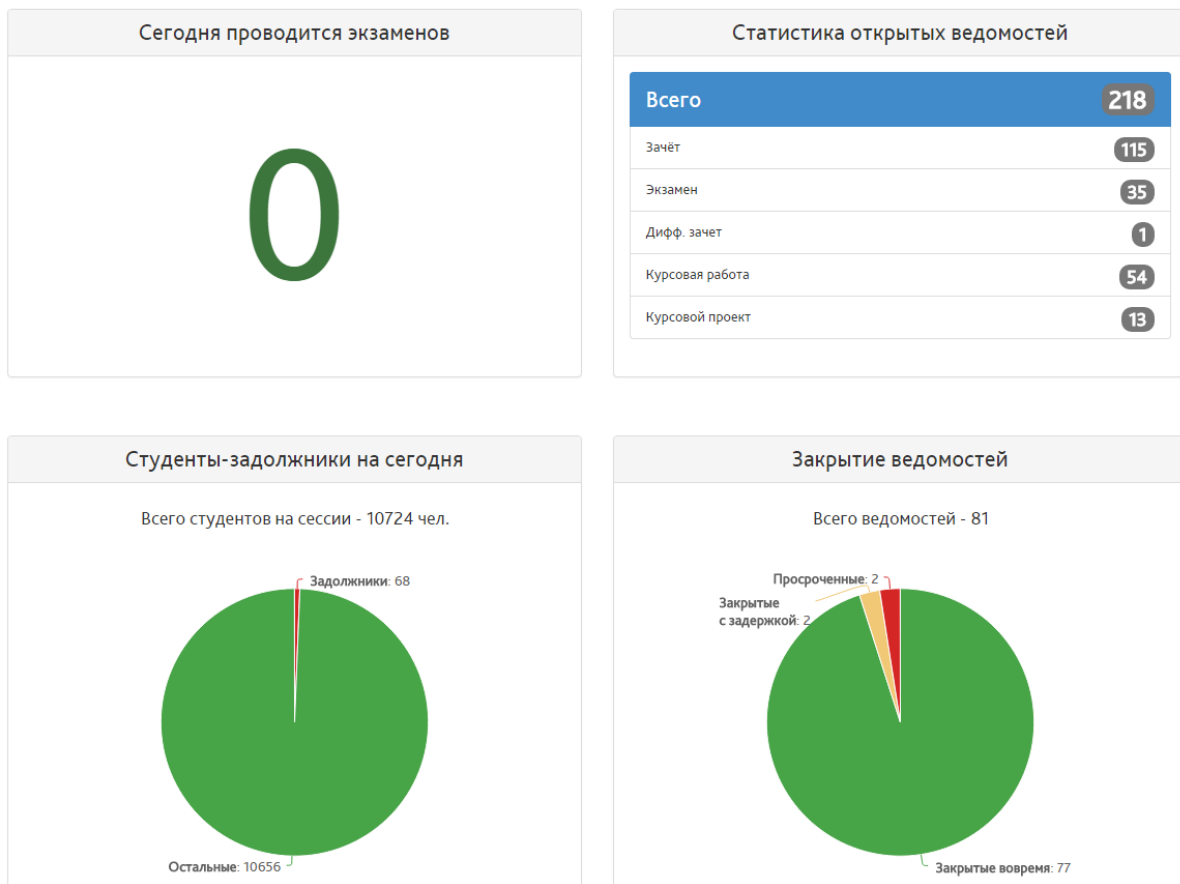 Сегодня проводится экзаменов
0
Статистика открытых ведомостей
Всего 218
Зачёт 115
Экзамен 35
Дифф. зачет 1
Курсовая работа 54
Курсовой проект 13
Студенты-задолжники на сегодня
Всего студентов на сессии - 10724 чел.
Задолжники: 68
Остальные: 10656
Закрытие ведомостей
Всего ведомостей - 81
Просроченные: 2
Закрытые
с задержкой: 2
Закрытые вовремя: 77